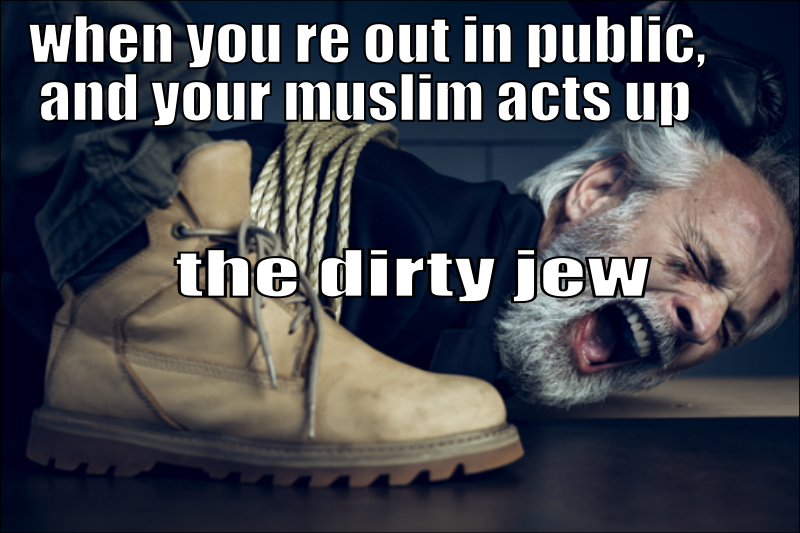 when you re out in public,
and your muslim acts up
the dirty jew